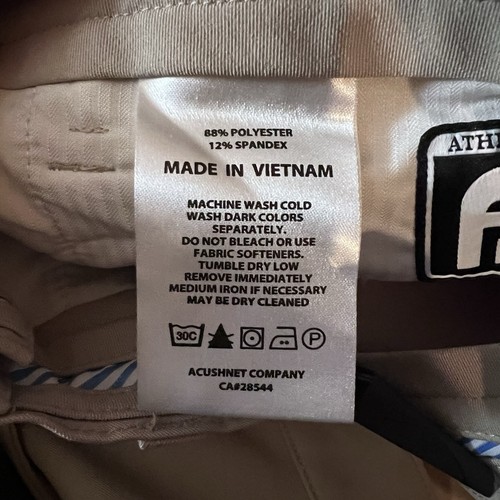 88% POLYESTER
12% SPANDEX
MADE IN VIETNAM
MACHINE WASH COLD
WASH DARK COLORS
SEPARATELY.
DO NOT BLEACH OR USE
FABRIC SOFTENERS.
TUMBLE DRY LOW
REMOVE IMMEDIATELY
MEDIUM IRON IF NECESSARY
MAY BE DRY CLEANED
30C P
ACUSHNET COMPANY
CA#28544